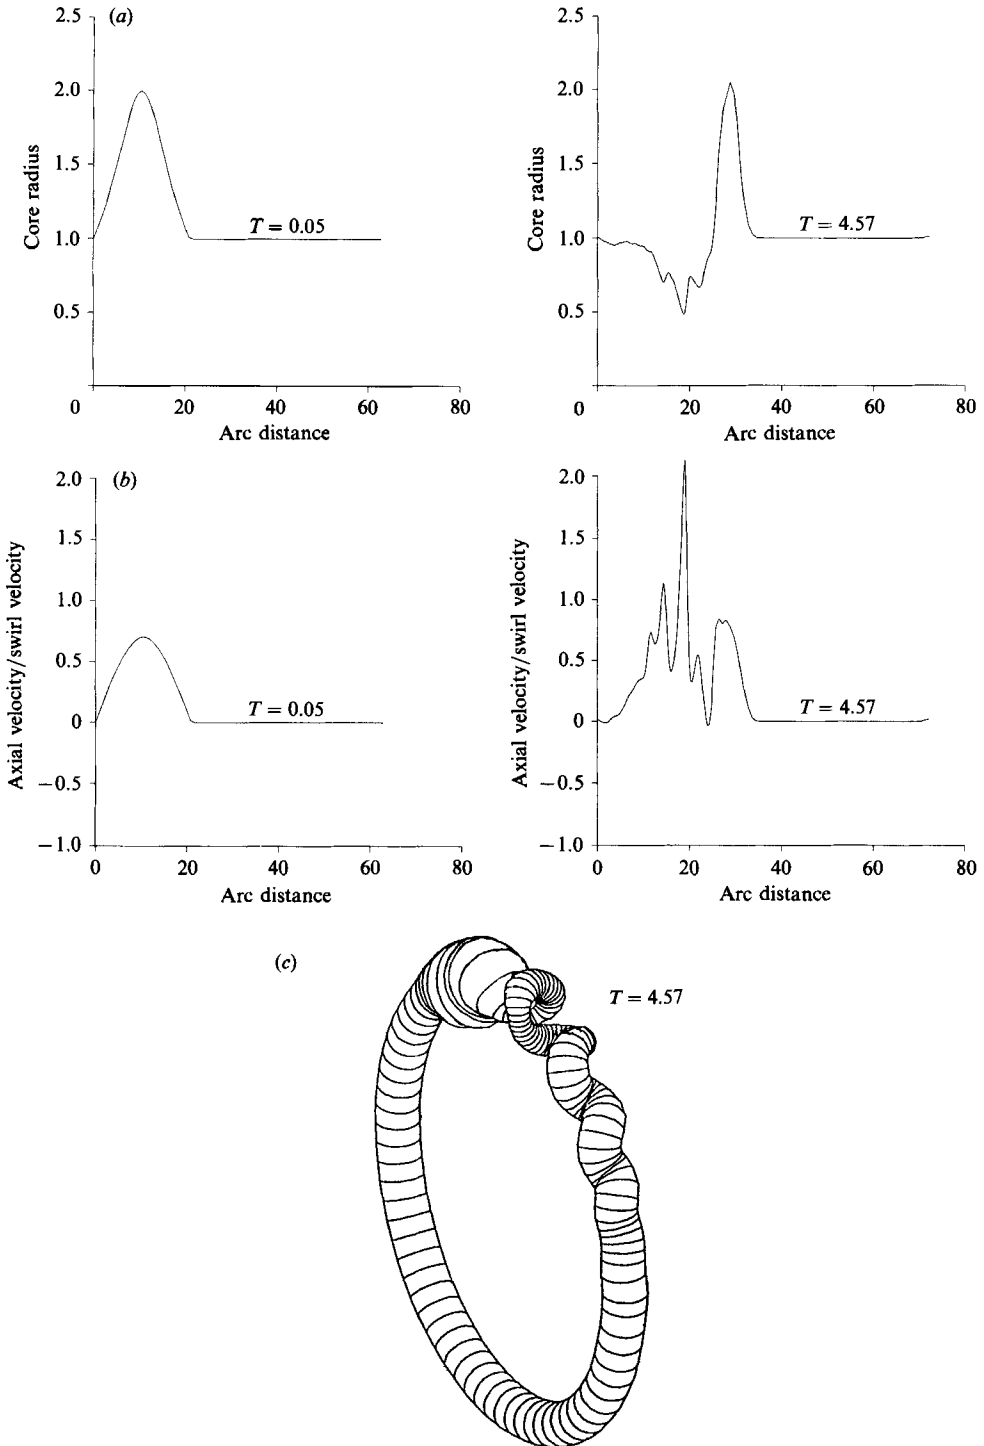 (a)
2.5
2.0
1.5
1.0
0.5
0
20
40
60
80
Core radius
Arc distance
T = 0.05
2.5
2.0
1.5
1.0
0.5
0
20
40
60
80
Core radius
Arc distance
T = 4.57
(b)
2.0
1.5
1.0
0.5
0
−0.5
−1.0
0
20
40
60
80
Axial velocity/swirl velocity
Arc distance
T = 0.05
2.0
1.5
1.0
0.5
0
−0.5
−1.0
0
20
40
60
80
Axial velocity/swirl velocity
Arc distance
T = 4.57
(c)
T = 4.57